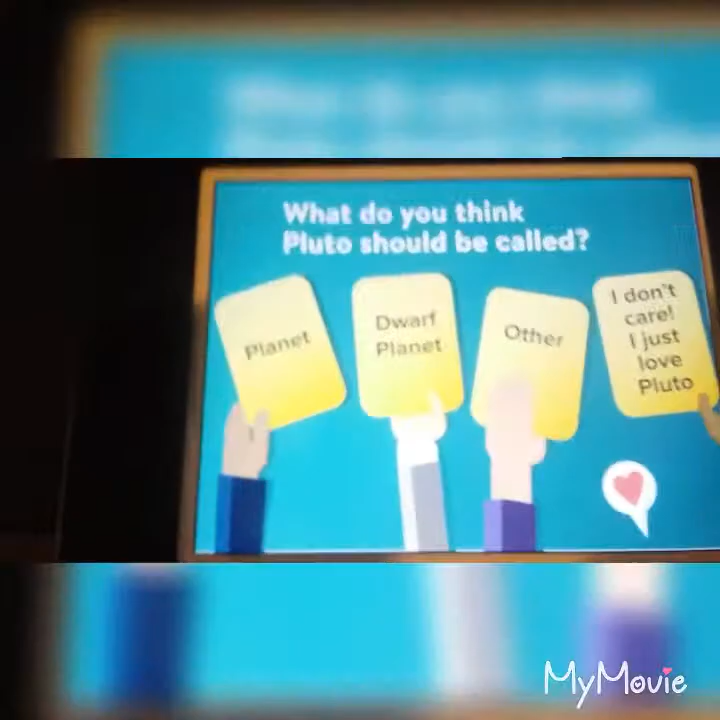 What do you think
Pluto should be called?
Planet
Dwarf
Planet
Other
I don't
care!
I just
love
Pluto
MyMovie